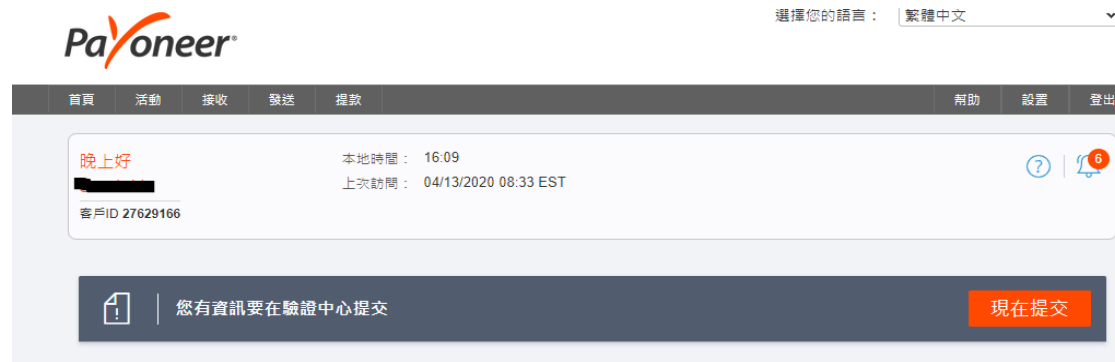 選擇您的語言： 繁體中文
Payoneer
首頁 活動 接收 發送 提款 幫助 設置 登出
晚上好 本地時間： 16:09
6
上次訪問： 04/13/2020 08:33 EST
客戶ID 27629166
您有資訊要在驗證中心提交 現在提交